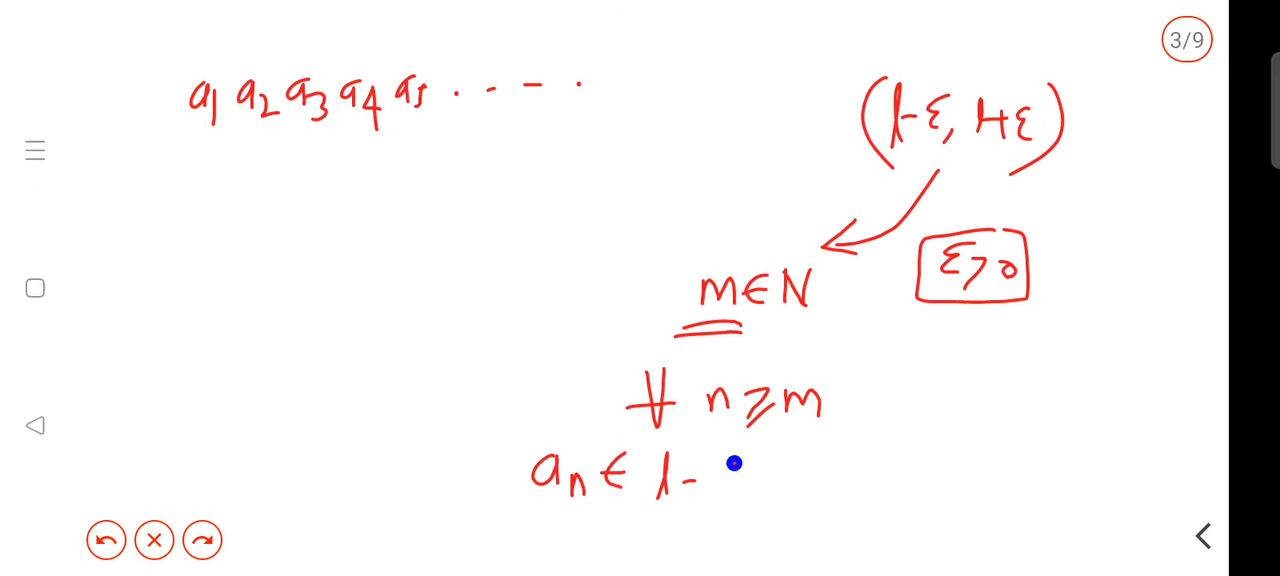 3/9
a1 a2 a3 a4 a5 . . - - .
(l-ε, l+ε)
ε>0
m∈N
∀ n ≥ m
an ∈ l -